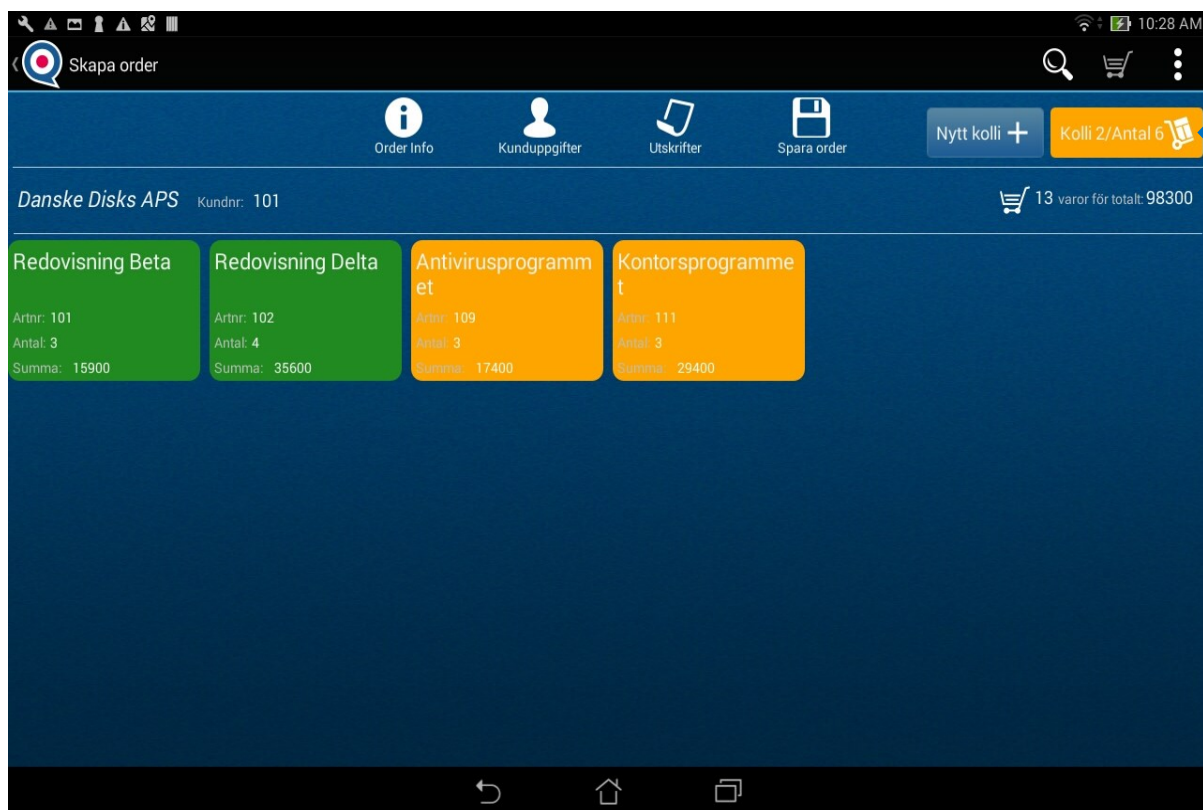 10:28 AM
Skapa order
Order Info
Kunduppgifter
Utskrifter
Spara order
Nytt kolli +
Kolli 2/Antal 6
Danske Disks APS Kundnr: 101
13 varor för totalt: 98300
Redovisning Beta
Artnr: 101
Antal: 3
Summa: 15900
Redovisning Delta
Artnr: 102
Antal: 4
Summa: 35600
Antivirusprogramm
et
Artnr: 109
Antal: 3
Summa: 17400
Kontorsprogramme
t
Artnr: 111
Antal: 3
Summa: 29400